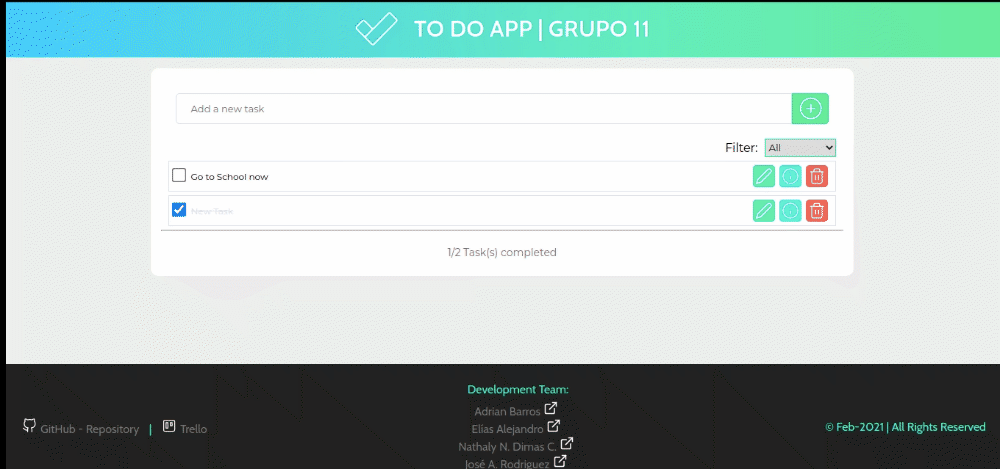 TO DO APP | GRUPO 11
Add a new task
Filter: All
Go to School now
New Task
1/2 Task(s) completed
Development Team:
Adrian Barros
Elias Alejandro
Nathaly N. Dimas C.
José A. Rodriguez
GitHub - Repository | Trello
© Feb-2021 | All Rights Reserved